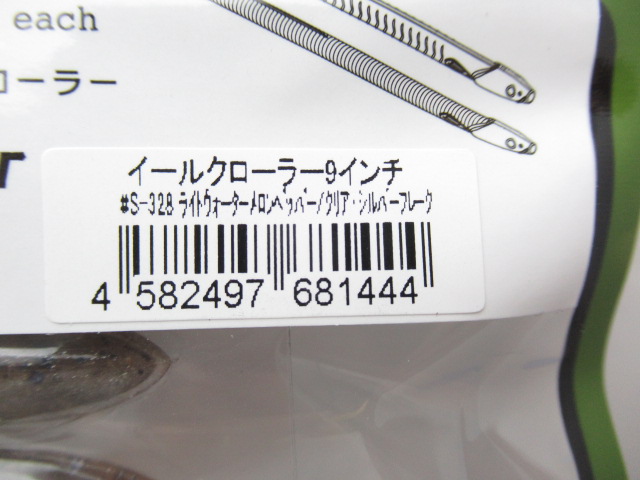 each
ローラー
r
イールクローラー9インチ
#S-328 ライトウォーターメロンペッパー/クリア・シルバーフレーク
4 582497 681444